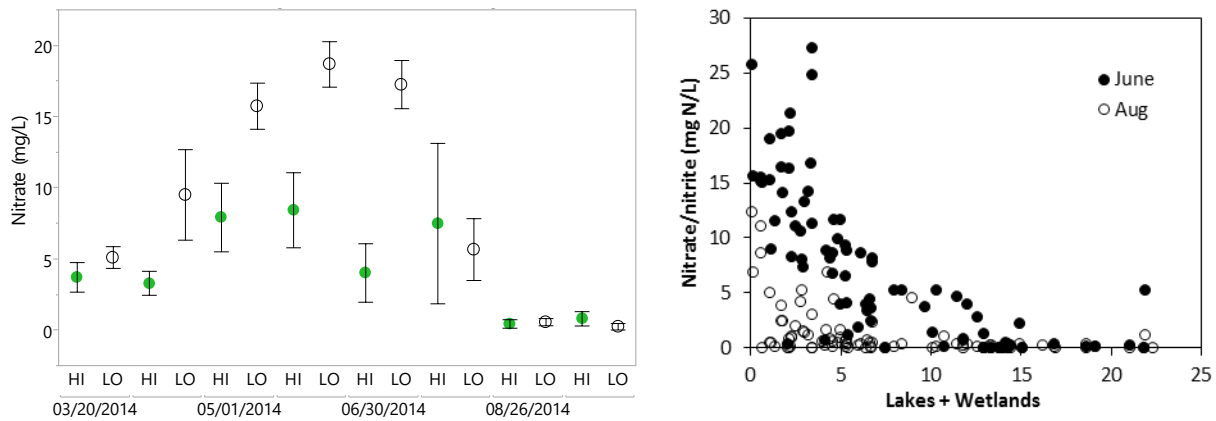 Nitrate (mg/L)
20
15
10
5
0
HI LO HI LO HI LO HI LO HI LO HI LO HI LO HI LO
03/20/2014 05/01/2014 06/30/2014 08/26/2014
Nitrate/nitrite (mg N/L)
30
25
20
15
10
5
0
June
Aug
0 5 10 15 20 25
Lakes + Wetlands